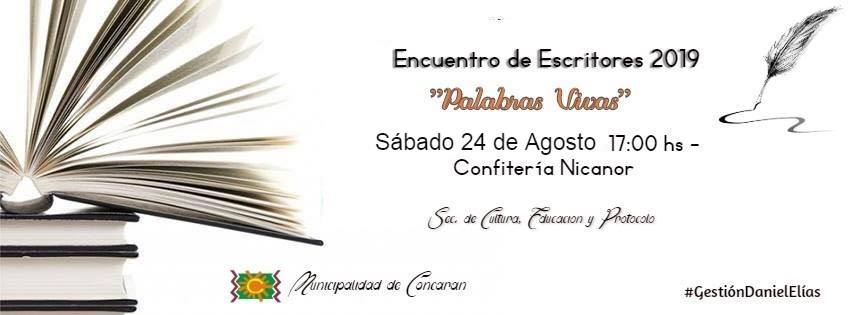 Encuentro de Escritores 2019
"Palabras Vivas"
Sábado 24 de Agosto 17:00 hs -
Confitería Nicanor
Sec. de Cultura, Educacion y Protocolo
Municipalidad de Concaran
#GestiónDanielElías